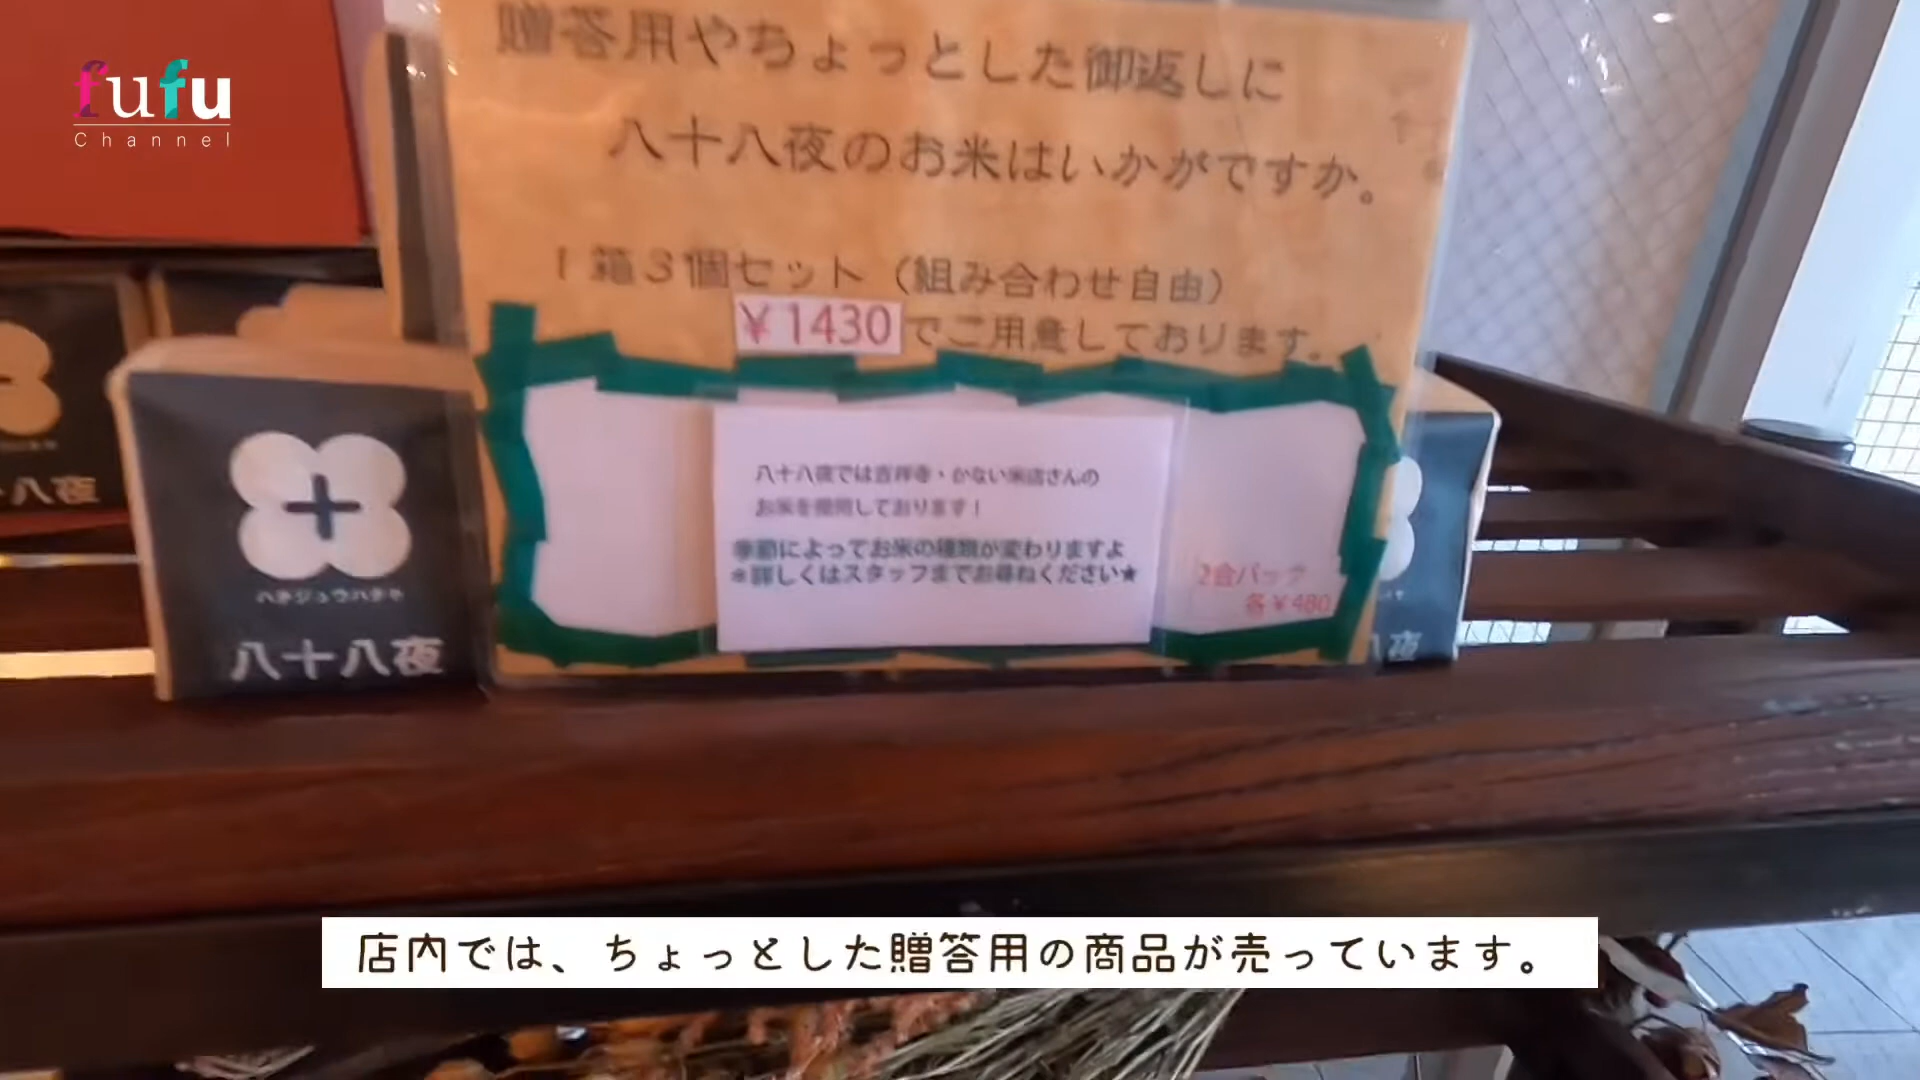 fufu
Channel
贈答用やちょっとした御返しに
八十八夜のお米はいかがですか。
1箱3個セット（組み合わせ自由）
¥1430でご用意しております。
八十八夜では吉祥寺・かない米店さんの
お米を使用しております！
季節によってお米の種類が変わりますよ
＊詳しくはスタッフまでお尋ねください★
2合パック
各¥480
ハチジュウハチヤ
八十八夜
八夜
八夜
店内では、ちょっとした贈答用の商品が売っています。